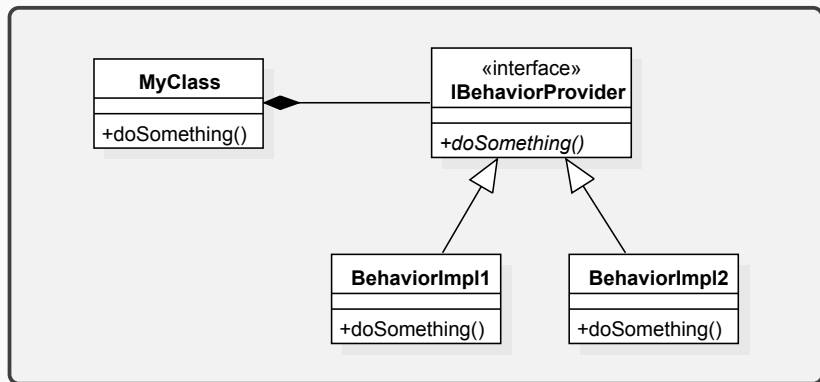 MyClass
+doSomething()
«interface»
IBehaviorProvider
+doSomething()
BehaviorImpl1
+doSomething()
BehaviorImpl2
+doSomething()